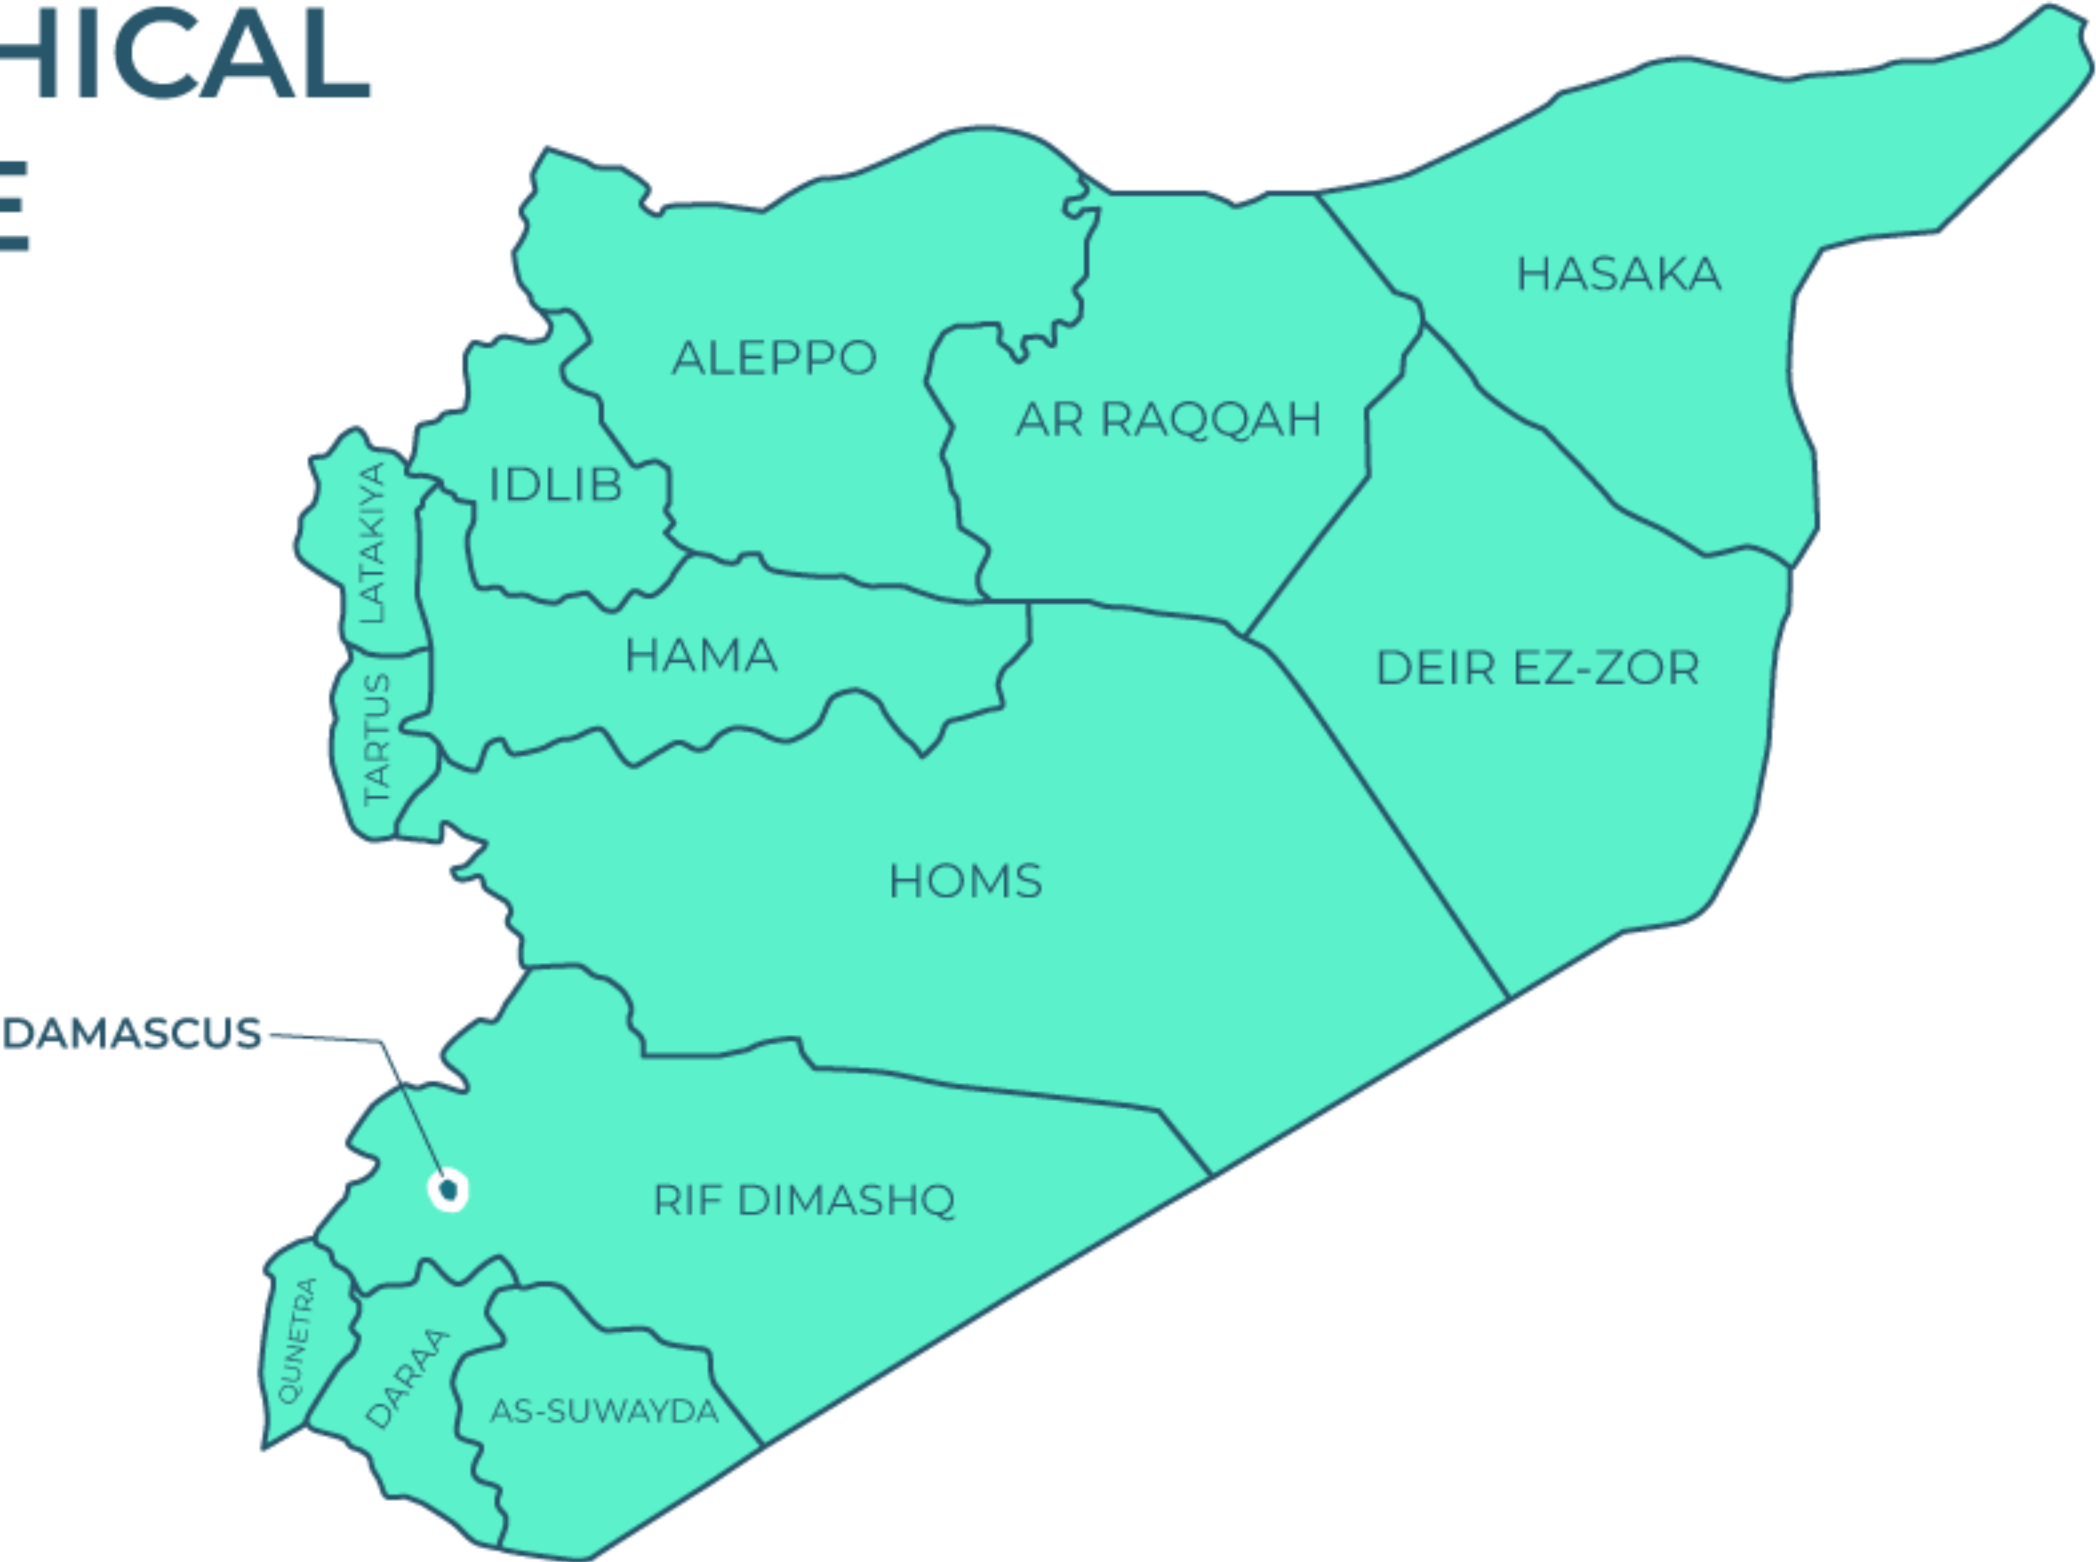 HICAL
E
HASAKA
ALEPPO
AR RAQQAH
IDLIB
LATAKIYA
HAMA
DEIR EZ-ZOR
TARTUS
HOMS
DAMASCUS
RIF DIMASHQ
QUNETRA
DARAA
AS-SUWAYDA